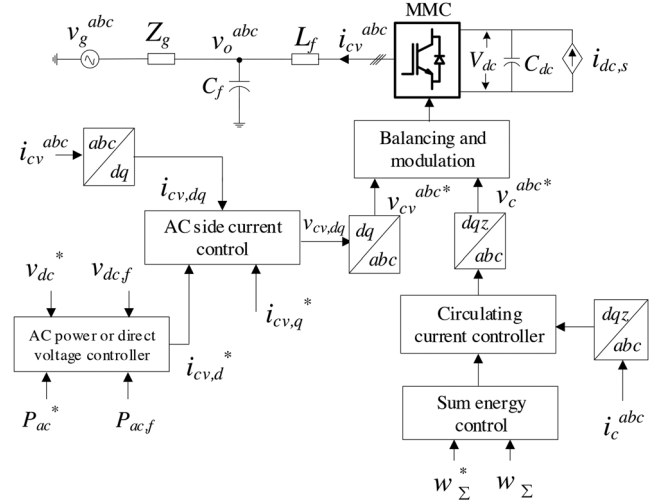 MMC
v_g^abc
Z_g
v_o^abc
L_f
i_cv^abc
C_f
V_dc
C_dc
i_dc,s
Balancing and
modulation
i_cv^abc
abc
dq
i_cv,dq
v_cv^abc*
v_c^abc*
AC side current
control
v_cv,dq
dq
abc
dqz
abc
v_dc^*
v_dc,f
i_cv,q^*
Circulating
current controller
dqz
abc
AC power or direct
voltage controller
i_cv,d^*
P_ac^*
P_ac,f
Sum energy
control
i_c^abc
w_Σ^*
w_Σ